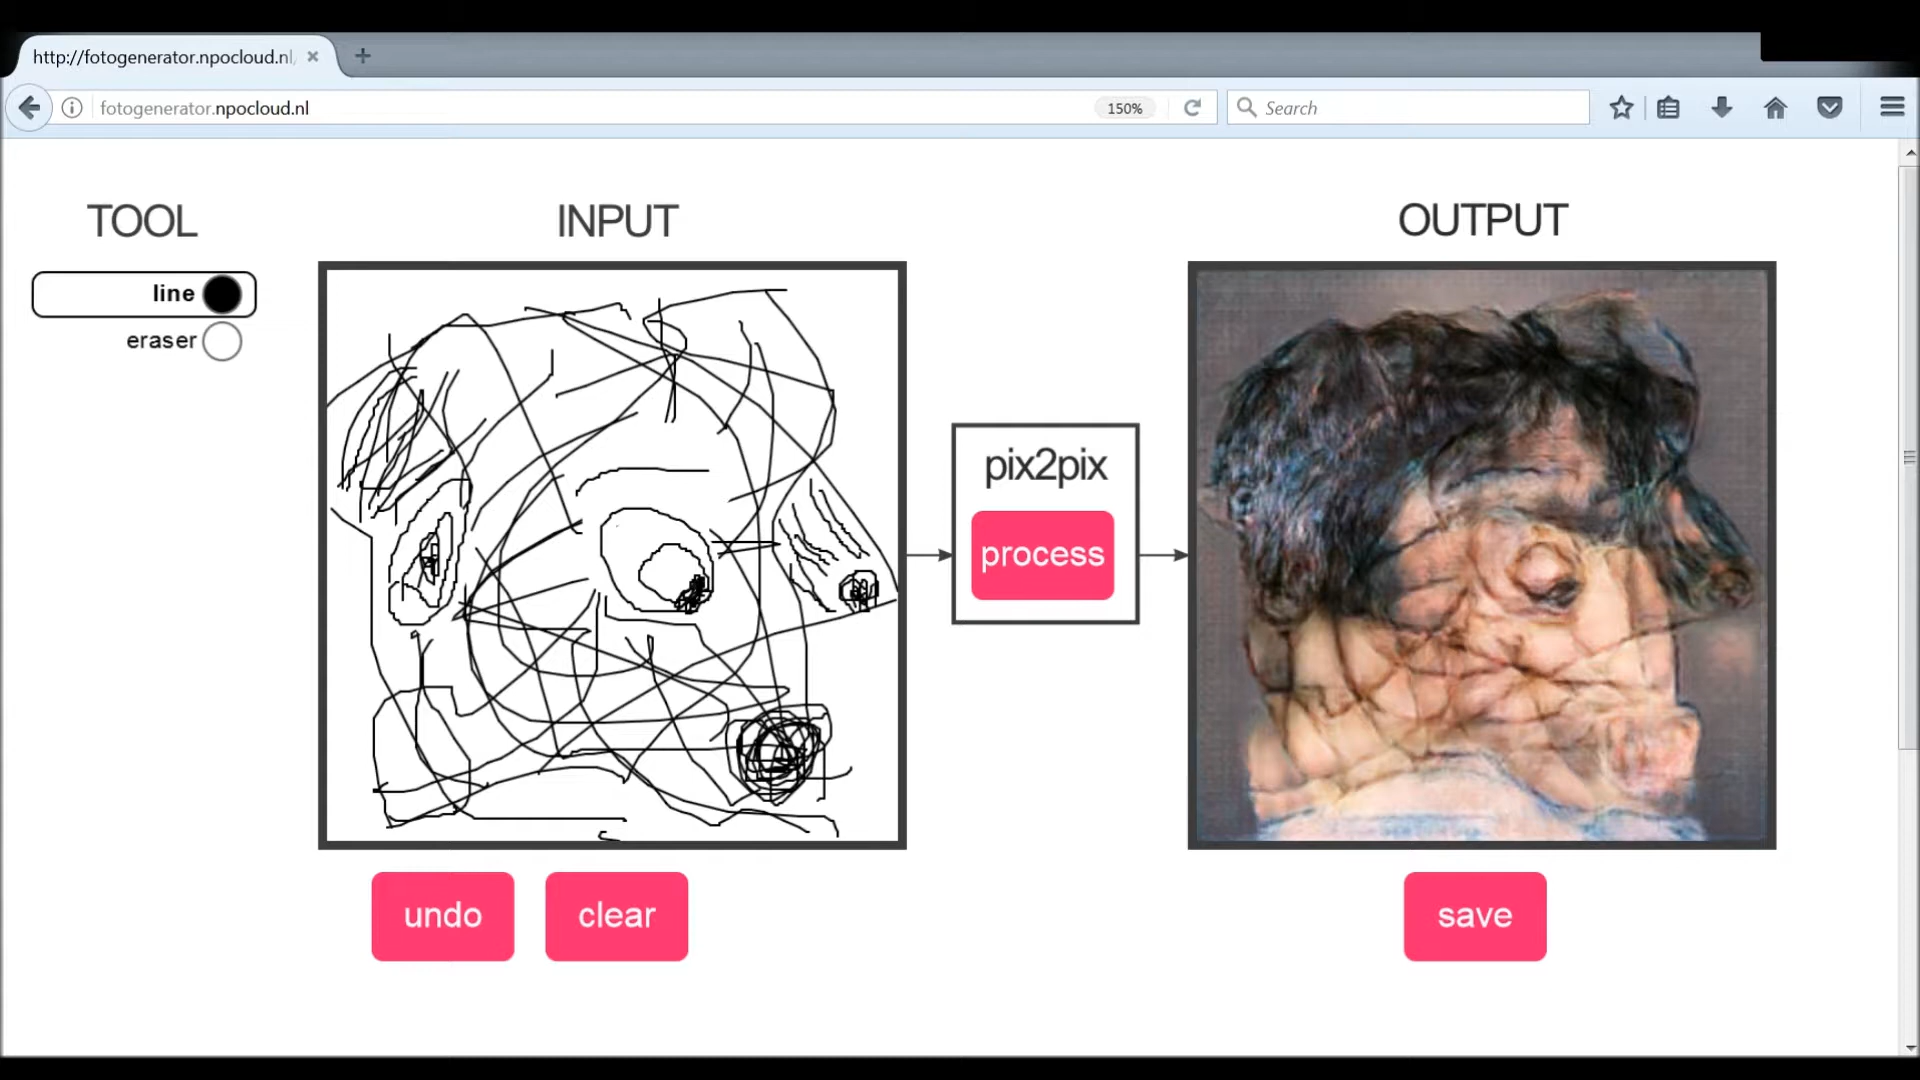 http://fotogenerator.npocloud.nl/
fotogenerator.npocloud.nl
150%
Search
TOOL
INPUT
OUTPUT
line
eraser
pix2pix
process
undo
clear
save